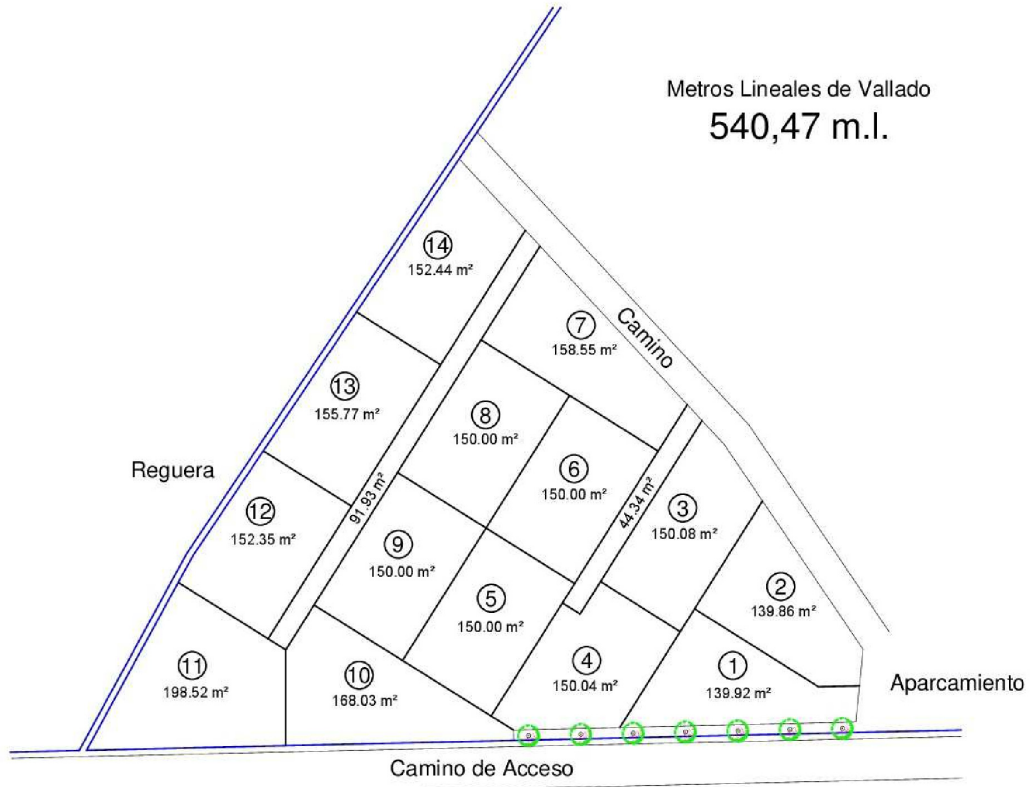 Metros Lineales de Vallado
540,47 m.l.
14
152.44 m²
7
158.55 m²
Camino
13
155.77 m²
8
150.00 m²
6
150.00 m²
Reguera
91.93 m²
44.34 m²
3
150.08 m²
12
152.35 m²
9
150.00 m²
5
150.00 m²
2
139.86 m²
11
198.52 m²
10
168.03 m²
4
150.04 m²
1
139.92 m²
Aparcamiento
Camino de Acceso